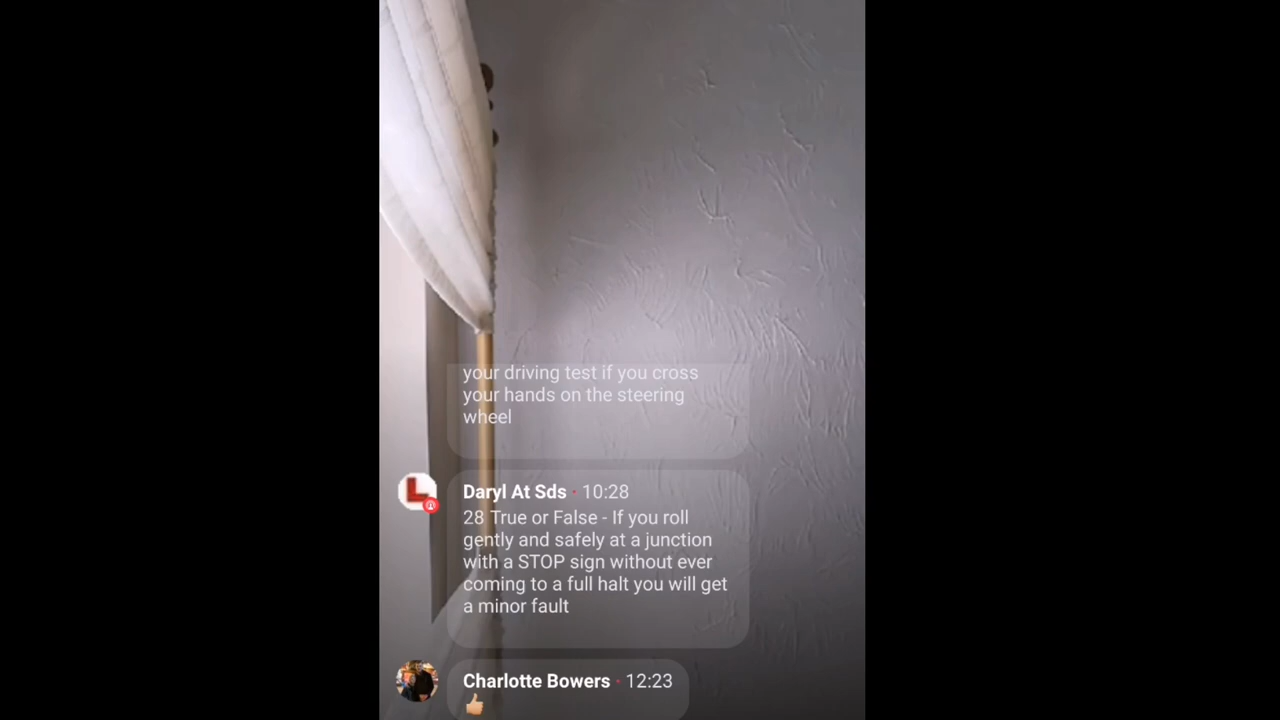 your driving test if you cross
your hands on the steering
wheel
Daryl At Sds · 10:28
28 True or False - If you roll
gently and safely at a junction
with a STOP sign without ever
coming to a full halt you will get
a minor fault
Charlotte Bowers · 12:23
👍🏼